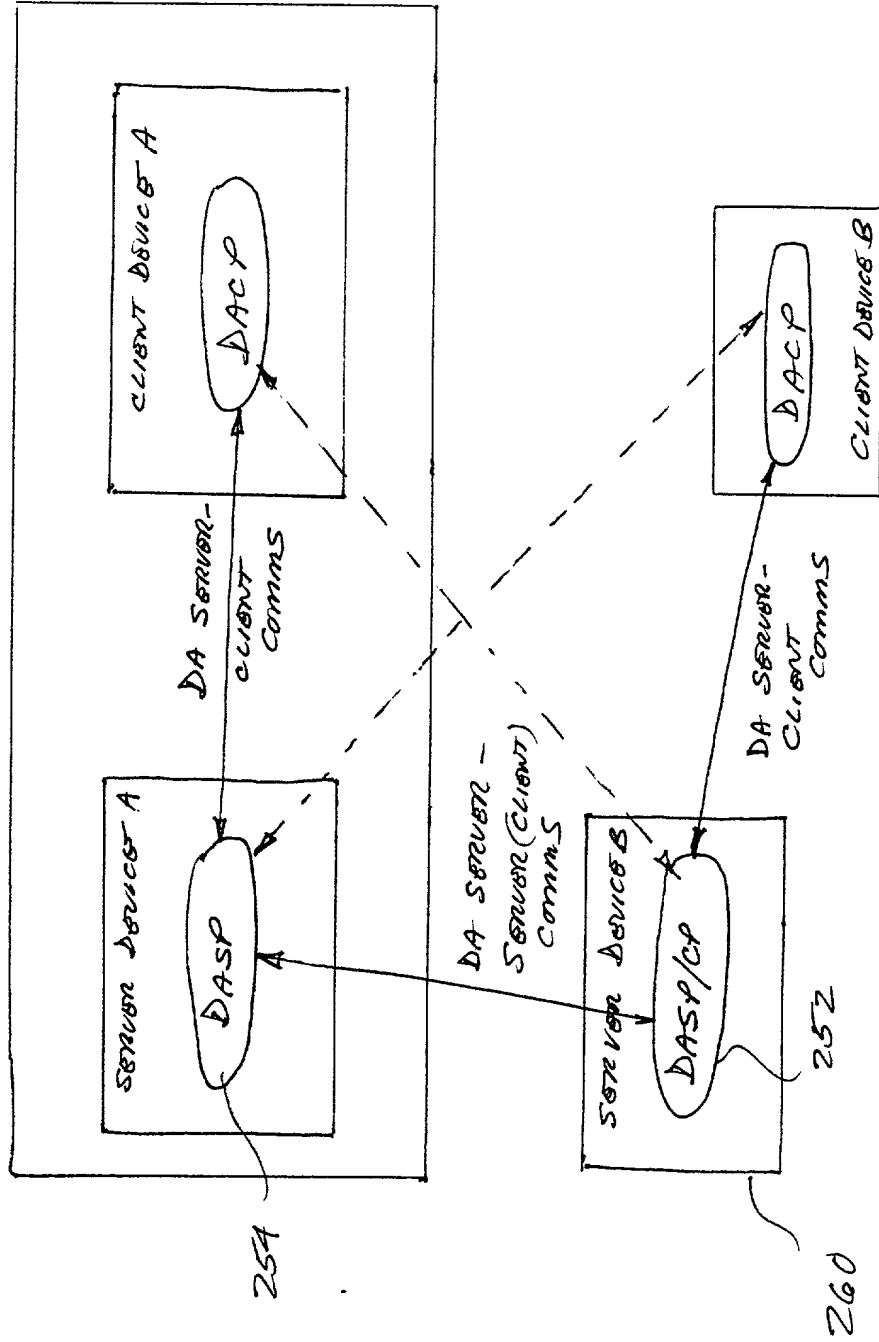 SERVER DEVICE A
DASP
254
DA SERVER-
CLIENT
COMMS
CLIENT DEVICE A
DACP
DA SERVER -
SERVER (CLIENT)
COMMS
SERVER DEVICE B
DASP/CP
252
260
DA SERVER-
CLIENT
COMMS
DACP
CLIENT DEVICE B